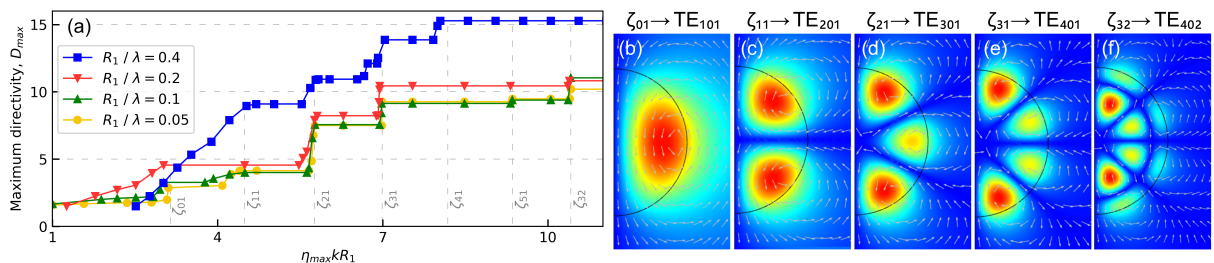 ζ₀₁→ TE₁₀₁
ζ₁₁→ TE₂₀₁
ζ₂₁→ TE₃₀₁
ζ₃₁→ TE₄₀₁
ζ₃₂→ TE₄₀₂
(a)
(b)
(c)
(d)
(e)
(f)
Maximum directivity, Dₘₐₓ
15
10
5
0
R₁ / λ = 0.4
R₁ / λ = 0.2
R₁ / λ = 0.1
R₁ / λ = 0.05
ζ₀₁
ζ₁₁
ζ₂₁
ζ₃₁
ζ₄₁
ζ₅₁
ζ₃₂
1
4
7
10
ηₘₐₓkR₁